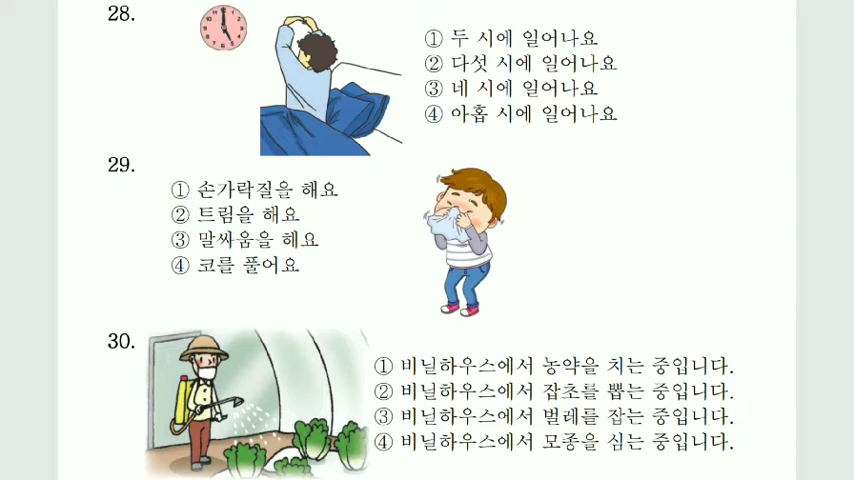 28.
① 두 시에 일어나요
② 다섯 시에 일어나요
③ 네 시에 일어나요
④ 아홉 시에 일어나요
29.
① 손가락질을 해요
② 트림을 해요
③ 말싸움을 해요
④ 코를 풀어요
30.
① 비닐하우스에서 농약을 치는 중입니다.
② 비닐하우스에서 잡초를 뽑는 중입니다.
③ 비닐하우스에서 벌레를 잡는 중입니다.
④ 비닐하우스에서 모종을 심는 중입니다.